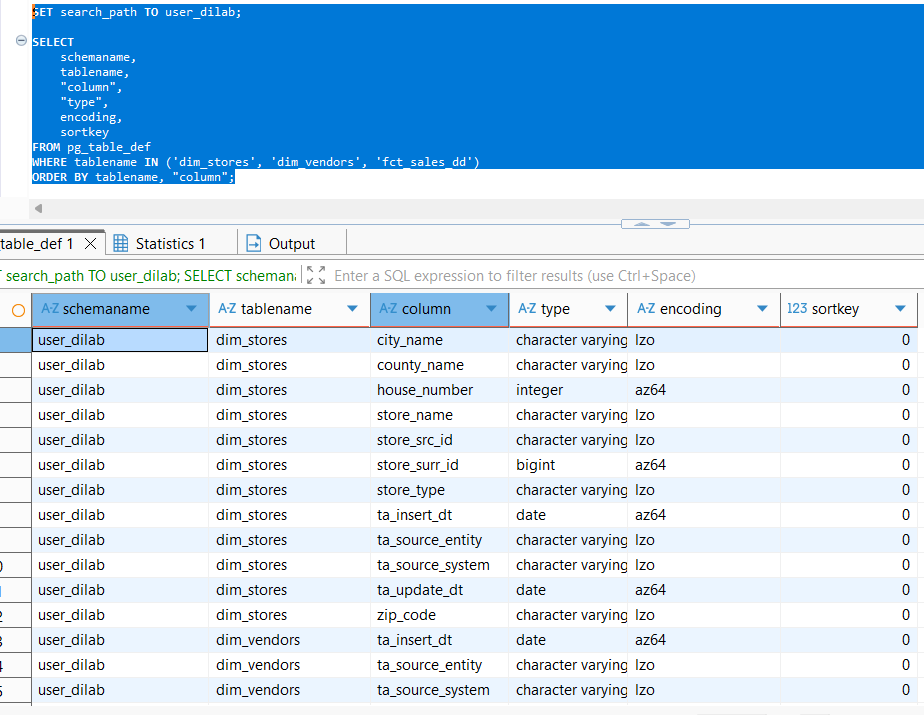 SET search_path TO user_dilab;
SELECT
schemaname,
tablename,
"column",
"type",
encoding,
sortkey
FROM pg_table_def
WHERE tablename IN ('dim_stores', 'dim_vendors', 'fct_sales_dd')
ORDER BY tablename, "column";
table_def 1 Statistics 1 Output
search_path TO user_dilab; SELECT scheman Enter a SQL expression to filter results (use Ctrl+Space)
A-Z schemaname A-Z tablename A-Z column A-Z type A-Z encoding 123 sortkey
user_dilab dim_stores city_name character varying lzo 0
user_dilab dim_stores county_name character varying lzo 0
user_dilab dim_stores house_number integer az64 0
user_dilab dim_stores store_name character varying lzo 0
user_dilab dim_stores store_src_id character varying lzo 0
user_dilab dim_stores store_surr_id bigint az64 0
user_dilab dim_stores store_type character varying lzo 0
user_dilab dim_stores ta_insert_dt date az64 0
user_dilab dim_stores ta_source_entity character varying lzo 0
user_dilab dim_stores ta_source_system character varying lzo 0
user_dilab dim_stores ta_update_dt date az64 0
2 user_dilab dim_stores zip_code character varying lzo 0
3 user_dilab dim_vendors ta_insert_dt date az64 0
4 user_dilab dim_vendors ta_source_entity character varying lzo 0
5 user_dilab dim_vendors ta_source_system character varying lzo 0